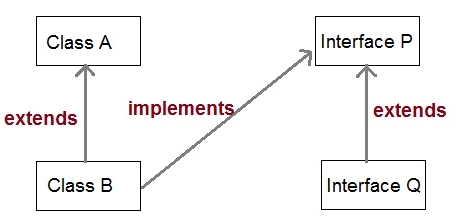 Class A
Interface P
extends
implements
extends
Class B
Interface Q